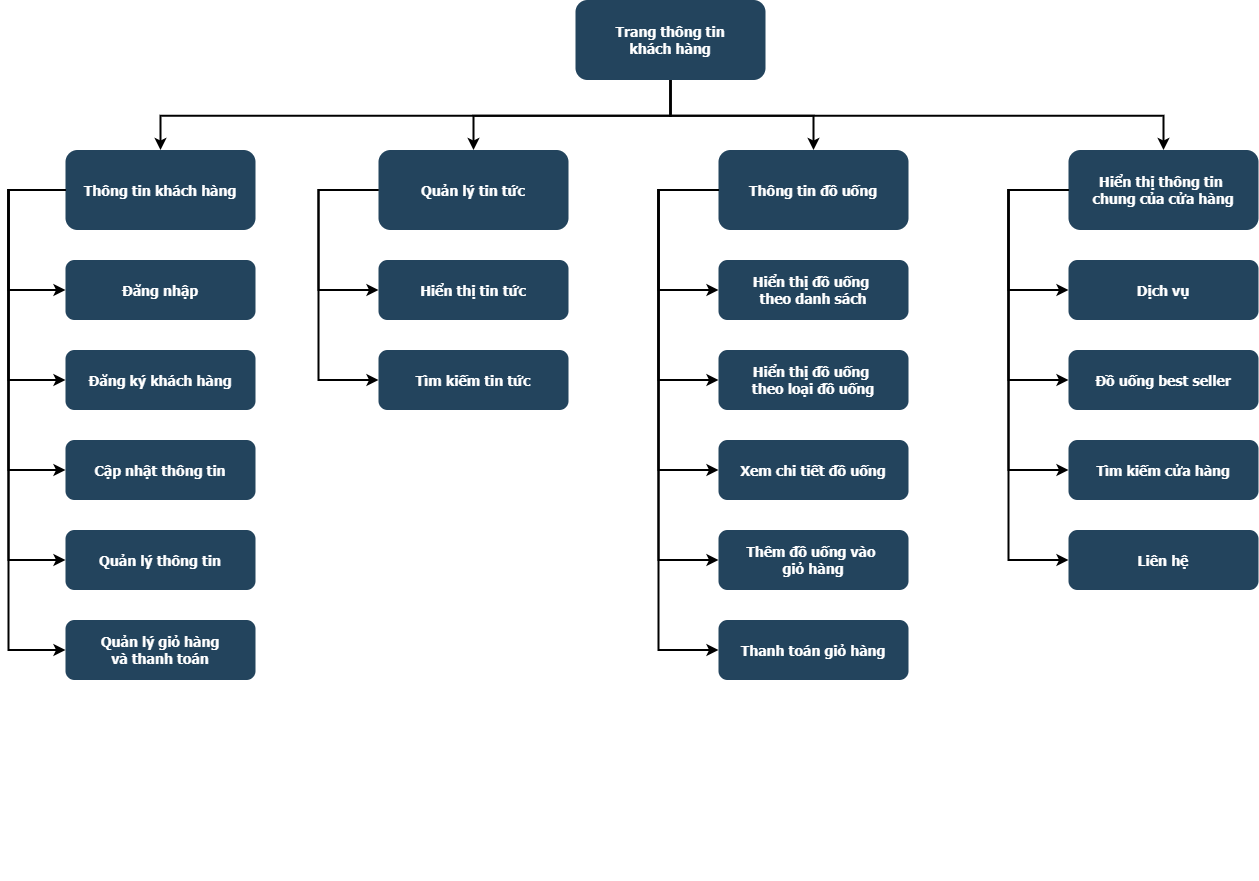 Trang thông tin
khách hàng
Thông tin khách hàng
Đăng nhập
Đăng ký khách hàng
Cập nhật thông tin
Quản lý thông tin
Quản lý giỏ hàng
và thanh toán
Quản lý tin tức
Hiển thị tin tức
Tìm kiếm tin tức
Thông tin đồ uống
Hiển thị đồ uống
theo danh sách
Hiển thị đồ uống
theo loại đồ uống
Xem chi tiết đồ uống
Thêm đồ uống vào
giỏ hàng
Thanh toán giỏ hàng
Hiển thị thông tin
chung của cửa hàng
Dịch vụ
Đồ uống best seller
Tìm kiếm cửa hàng
Liên hệ